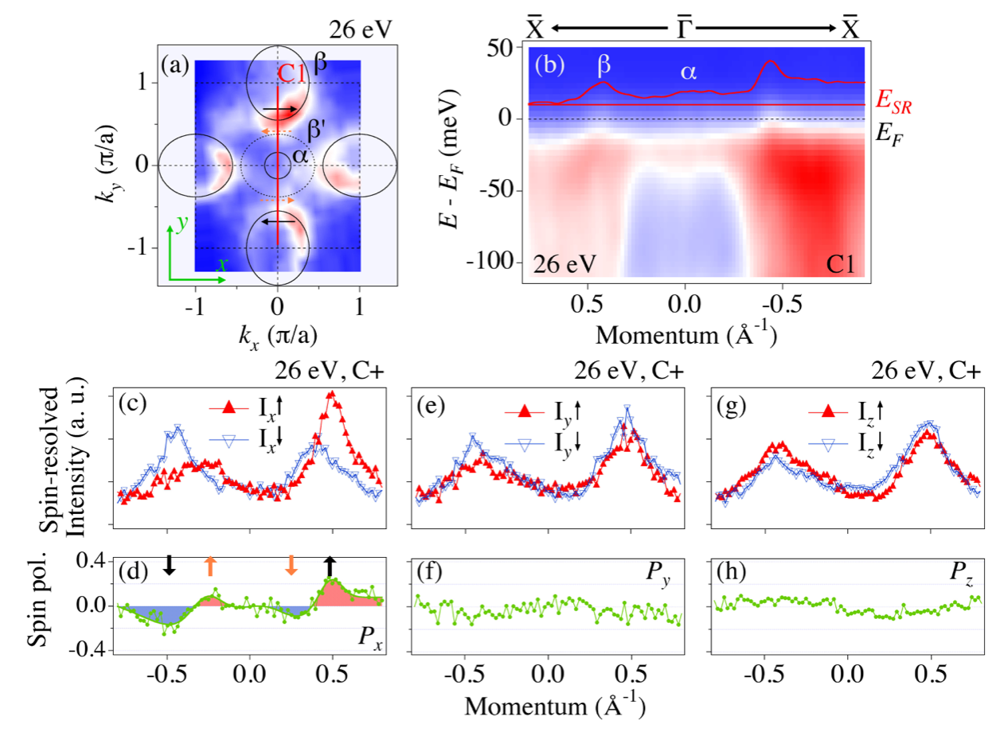 26 eV
(a)
β
C1
β'
α
1
0
-1
k_y (π/a)
y
x
-1 0 1
k_x (π/a)
X̄ Γ̄ X̄
(b)
β
α
E_SR
E_F
50
0
-50
-100
E - E_F (meV)
26 eV
C1
0.5 0.0 -0.5
Momentum (Å⁻¹)
26 eV, C+
(c)
I_x↑
I_x↓
Spin-resolved
Intensity (a. u.)
26 eV, C+
(e)
I_y↑
I_y↓
26 eV, C+
(g)
I_z↑
I_z↓
Spin pol.
0.4
0.0
-0.4
(d)
P_x
(f)
P_y
(h)
P_z
-0.5 0.0 0.5
-0.5 0.0 0.5
-0.5 0.0 0.5
Momentum (Å⁻¹)